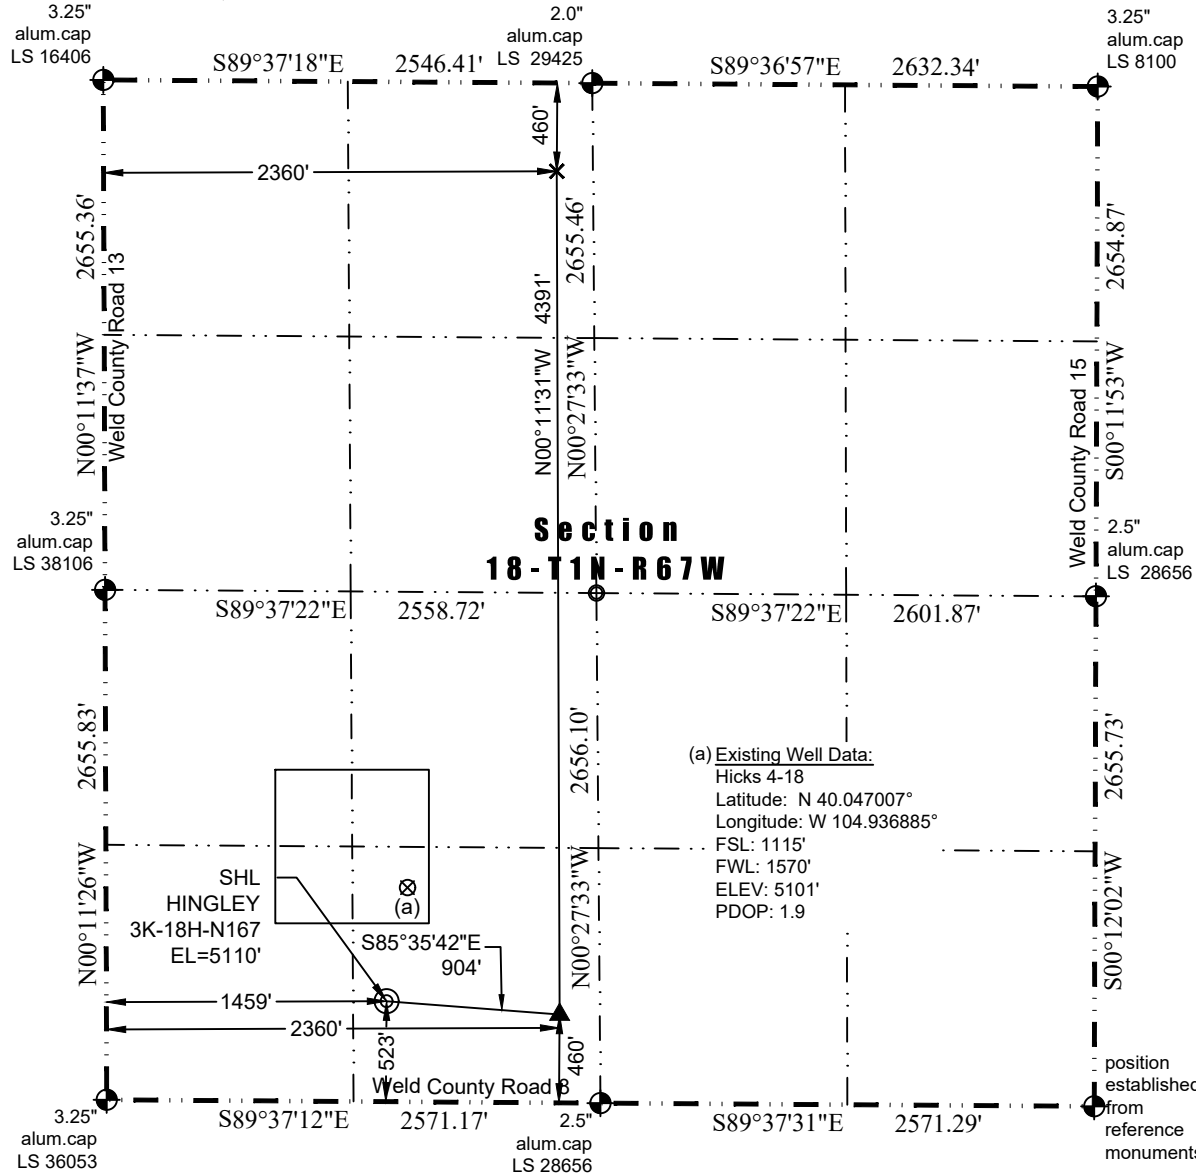 3.25"
alum.cap
LS 16406
2.0"
alum.cap
LS 29425
3.25"
alum.cap
LS 8100
S89°37'18"E 2546.41'
S89°36'57"E 2632.34'
460'
2360'
2655.36'
N00°11'37"W
Weld County Road 13
4391'
N00°11'31"W
2655.46'
N00°27'33"W
2654.87'
S00°11'53"W
Weld County Road 15
3.25"
alum.cap
LS 38106
Section
18-T1N-R67W
2.5"
alum.cap
LS 28656
S89°37'22"E 2558.72'
S89°37'22"E 2601.87'
2655.83'
N00°11'26"W
2656.10'
N00°27'33"W
2655.73'
S00°12'02"W
(a) Existing Well Data:
Hicks 4-18
Latitude: N 40.047007°
Longitude: W 104.936885°
FSL: 1115'
FWL: 1570'
ELEV: 5101'
PDOP: 1.9
(a)
SHL
HINGLEY
3K-18H-N167
EL=5110'
S85°35'42"E
904'
1459'
2360'
523'
460'
Weld County Road 8
S89°37'12"E 2571.17'
S89°37'31"E 2571.29'
3.25"
alum.cap
LS 36053
2.5"
alum.cap
LS 28656
position
established
from
reference
monuments